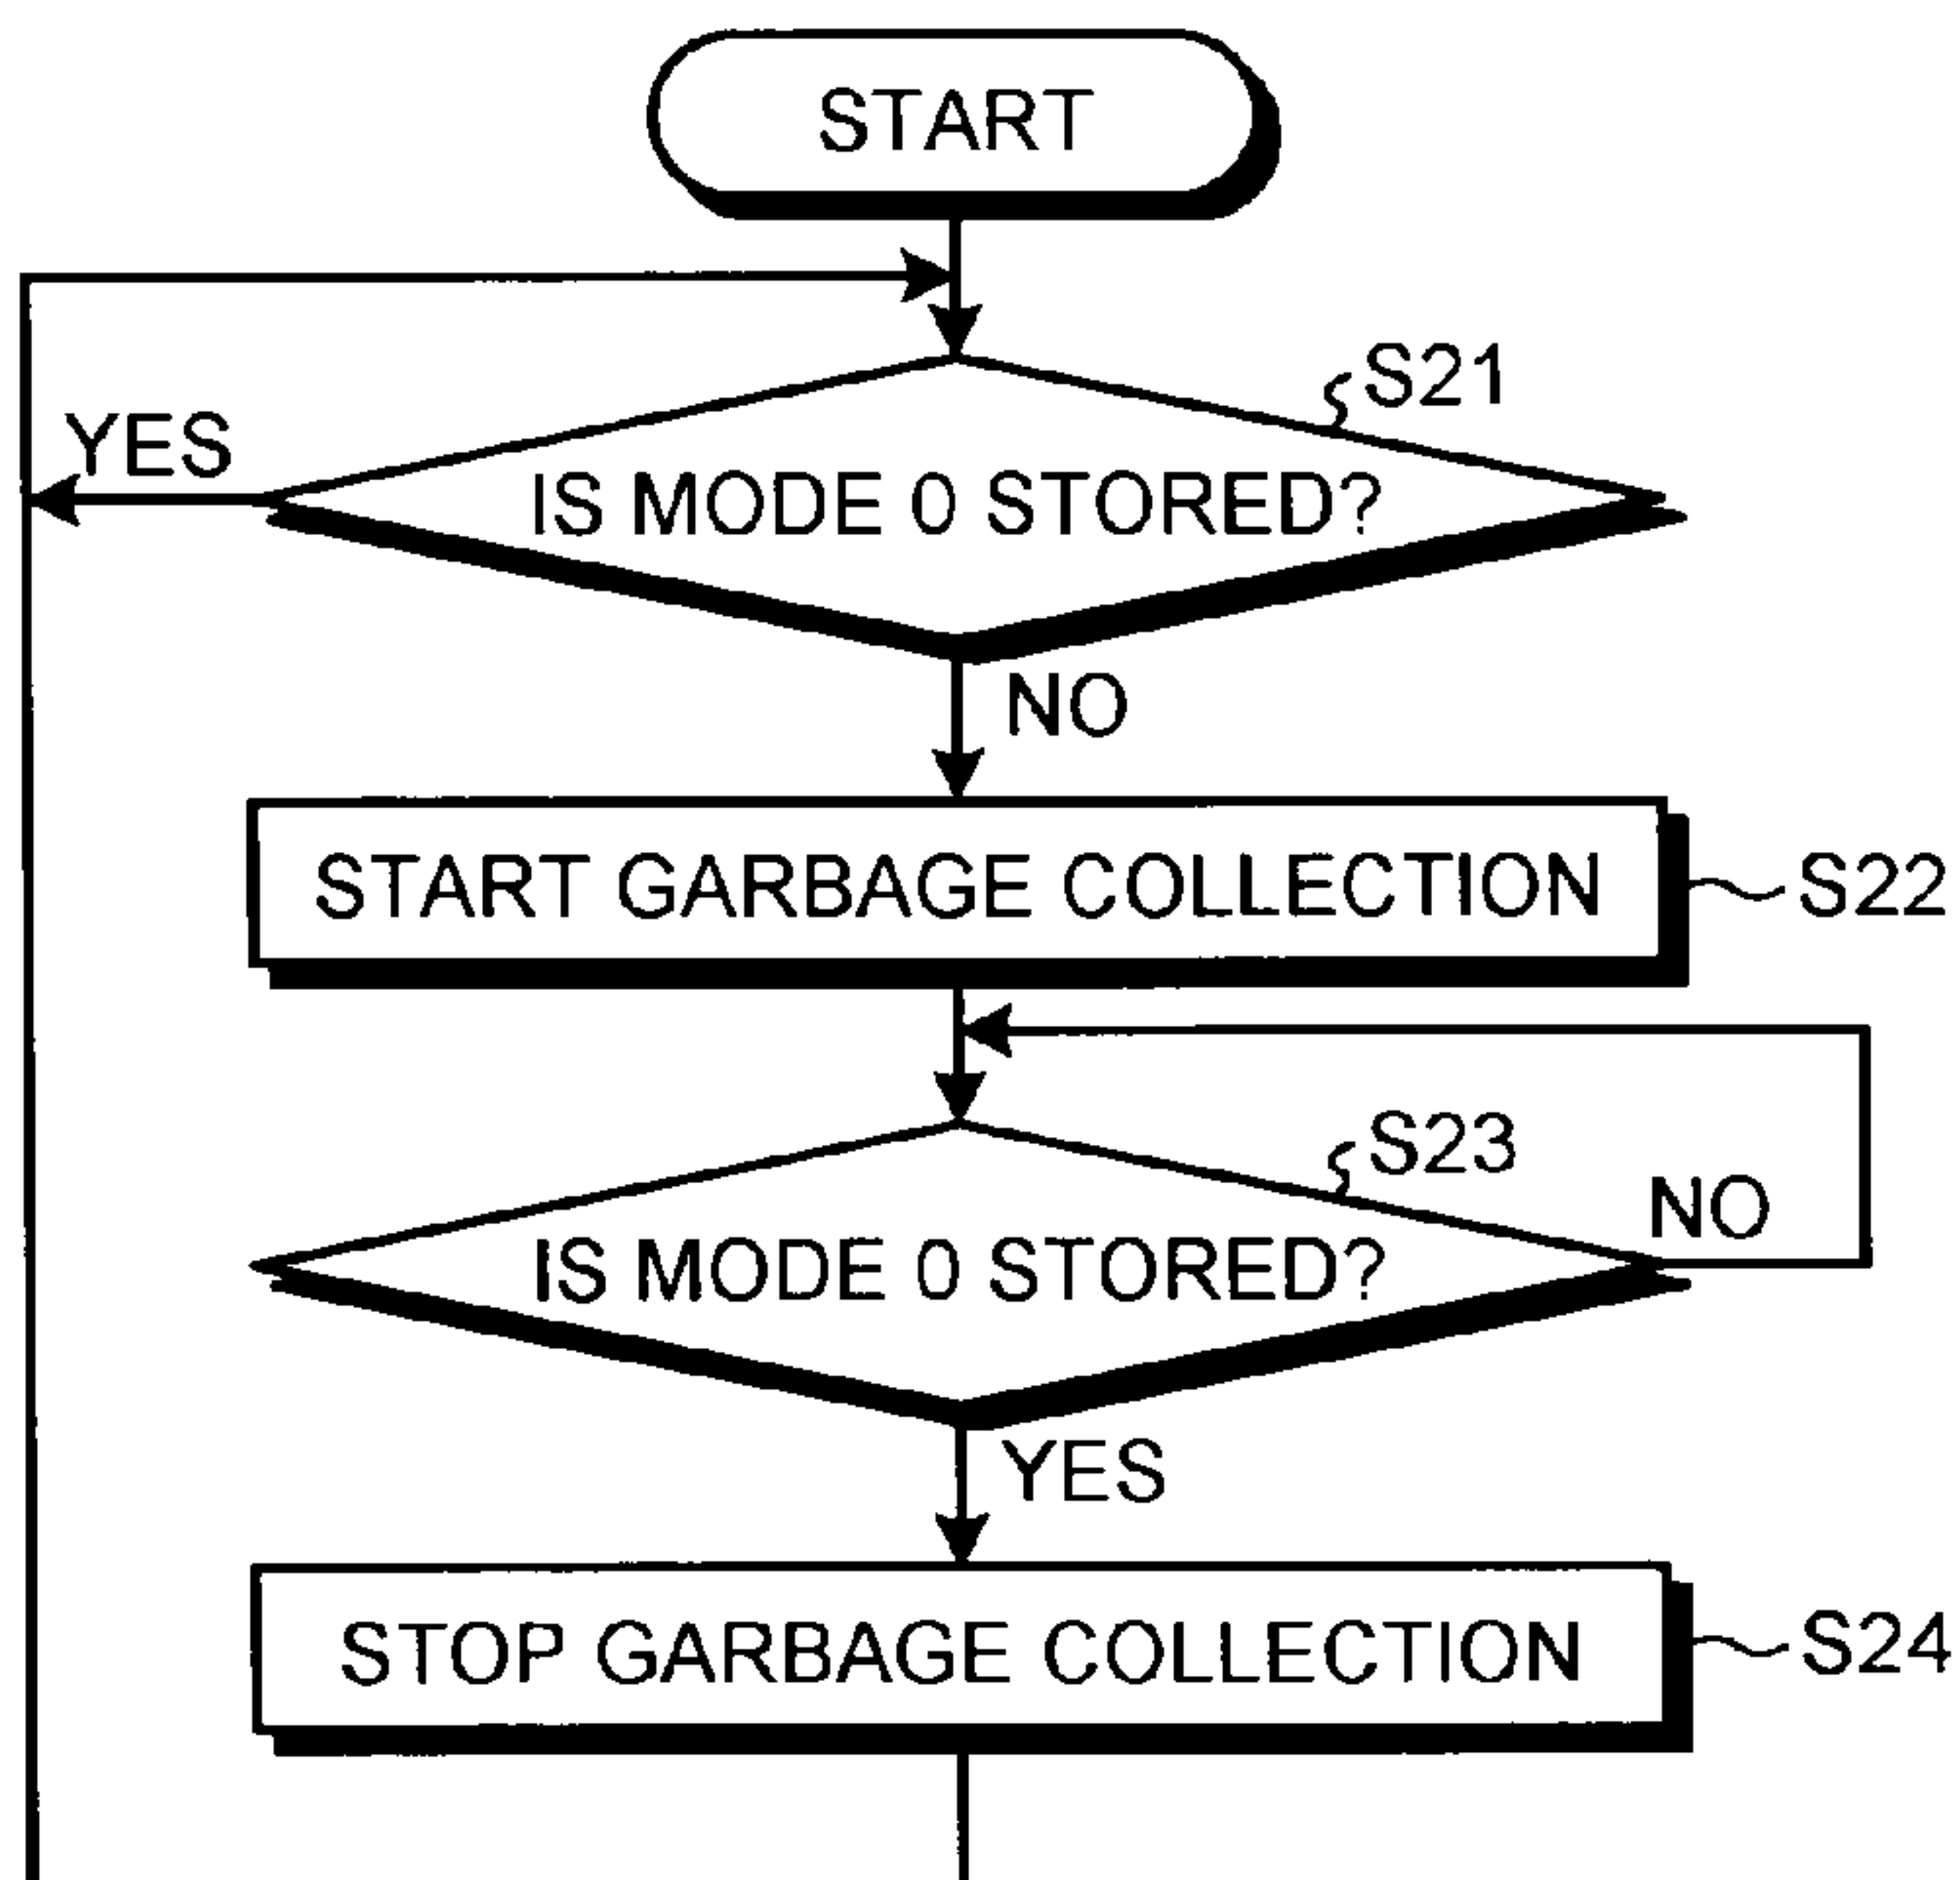 START
S21
YES
IS MODE 0 STORED?
NO
START GARBAGE COLLECTION
S22
S23
NO
IS MODE 0 STORED?
YES
STOP GARBAGE COLLECTION
S24